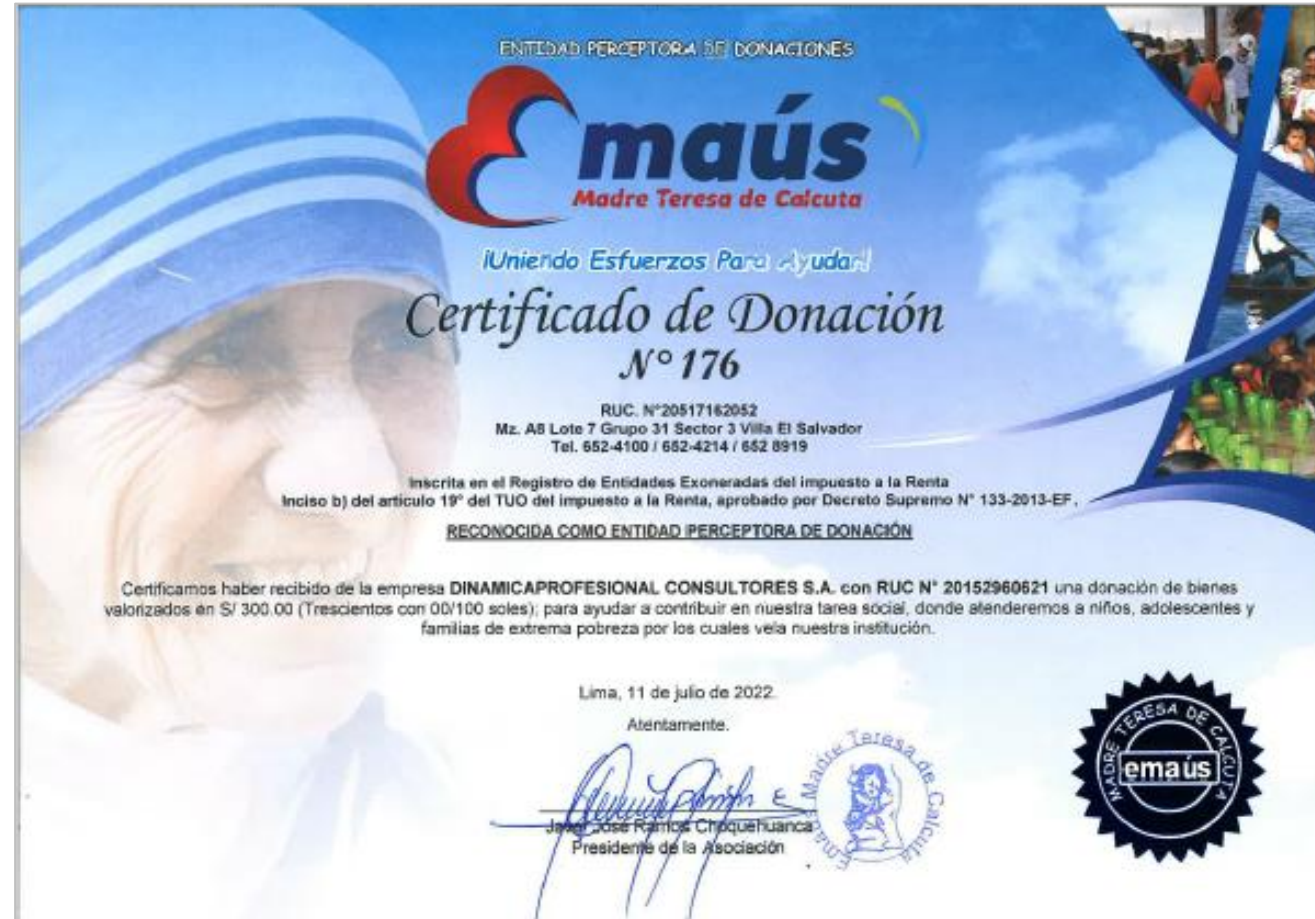 ENTIDAD PERCEPTORA DE DONACIONES
Emaús
Madre Teresa de Calcuta
¡Uniendo Esfuerzos Para Ayudar!
Certificado de Donación
N° 176
RUC. N°20517162052
Mz. A8 Lote 7 Grupo 31 Sector 3 Villa El Salvador
Tel. 652-4100 / 652-4214 / 652 8919
Inscrita en el Registro de Entidades Exoneradas del impuesto a la Renta
Inciso b) del articulo 19° del TUO del impuesto a la Renta, aprobado por Decreto Supremo N° 133-2013-EF.
RECONOCIDA COMO ENTIDAD PERCEPTORA DE DONACIÓN
Certificamos haber recibido de la empresa DINAMICAPROFESIONAL CONSULTORES S.A. con RUC N° 20152960621 una donación de bienes
valorizados en S/ 300.00 (Trescientos con 00/100 soles); para ayudar a contribuir en nuestra tarea social, donde atenderemos a niños, adolescentes y
familias de extrema pobreza por los cuales vela nuestra institución.
Lima, 11 de julio de 2022.
Atentamente.
José Ramos Choquehuanca
Presidente de la Asociación
Emaús Madre Teresa de Calcuta
MADRE TERESA DE CALCUTA
emaús